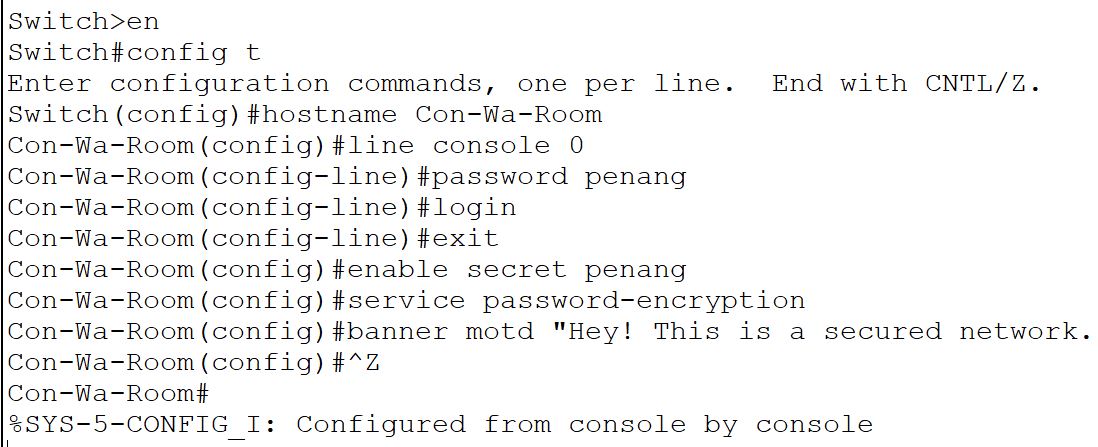 Switch>en
Switch#config t
Enter configuration commands, one per line.  End with CNTL/Z.
Switch(config)#hostname Con-Wa-Room
Con-Wa-Room(config)#line console 0
Con-Wa-Room(config-line)#password penang
Con-Wa-Room(config-line)#login
Con-Wa-Room(config-line)#exit
Con-Wa-Room(config)#enable secret penang
Con-Wa-Room(config)#service password-encryption
Con-Wa-Room(config)#banner motd "Hey! This is a secured network.
Con-Wa-Room(config)#^Z
Con-Wa-Room#
%SYS-5-CONFIG_I: Configured from console by console